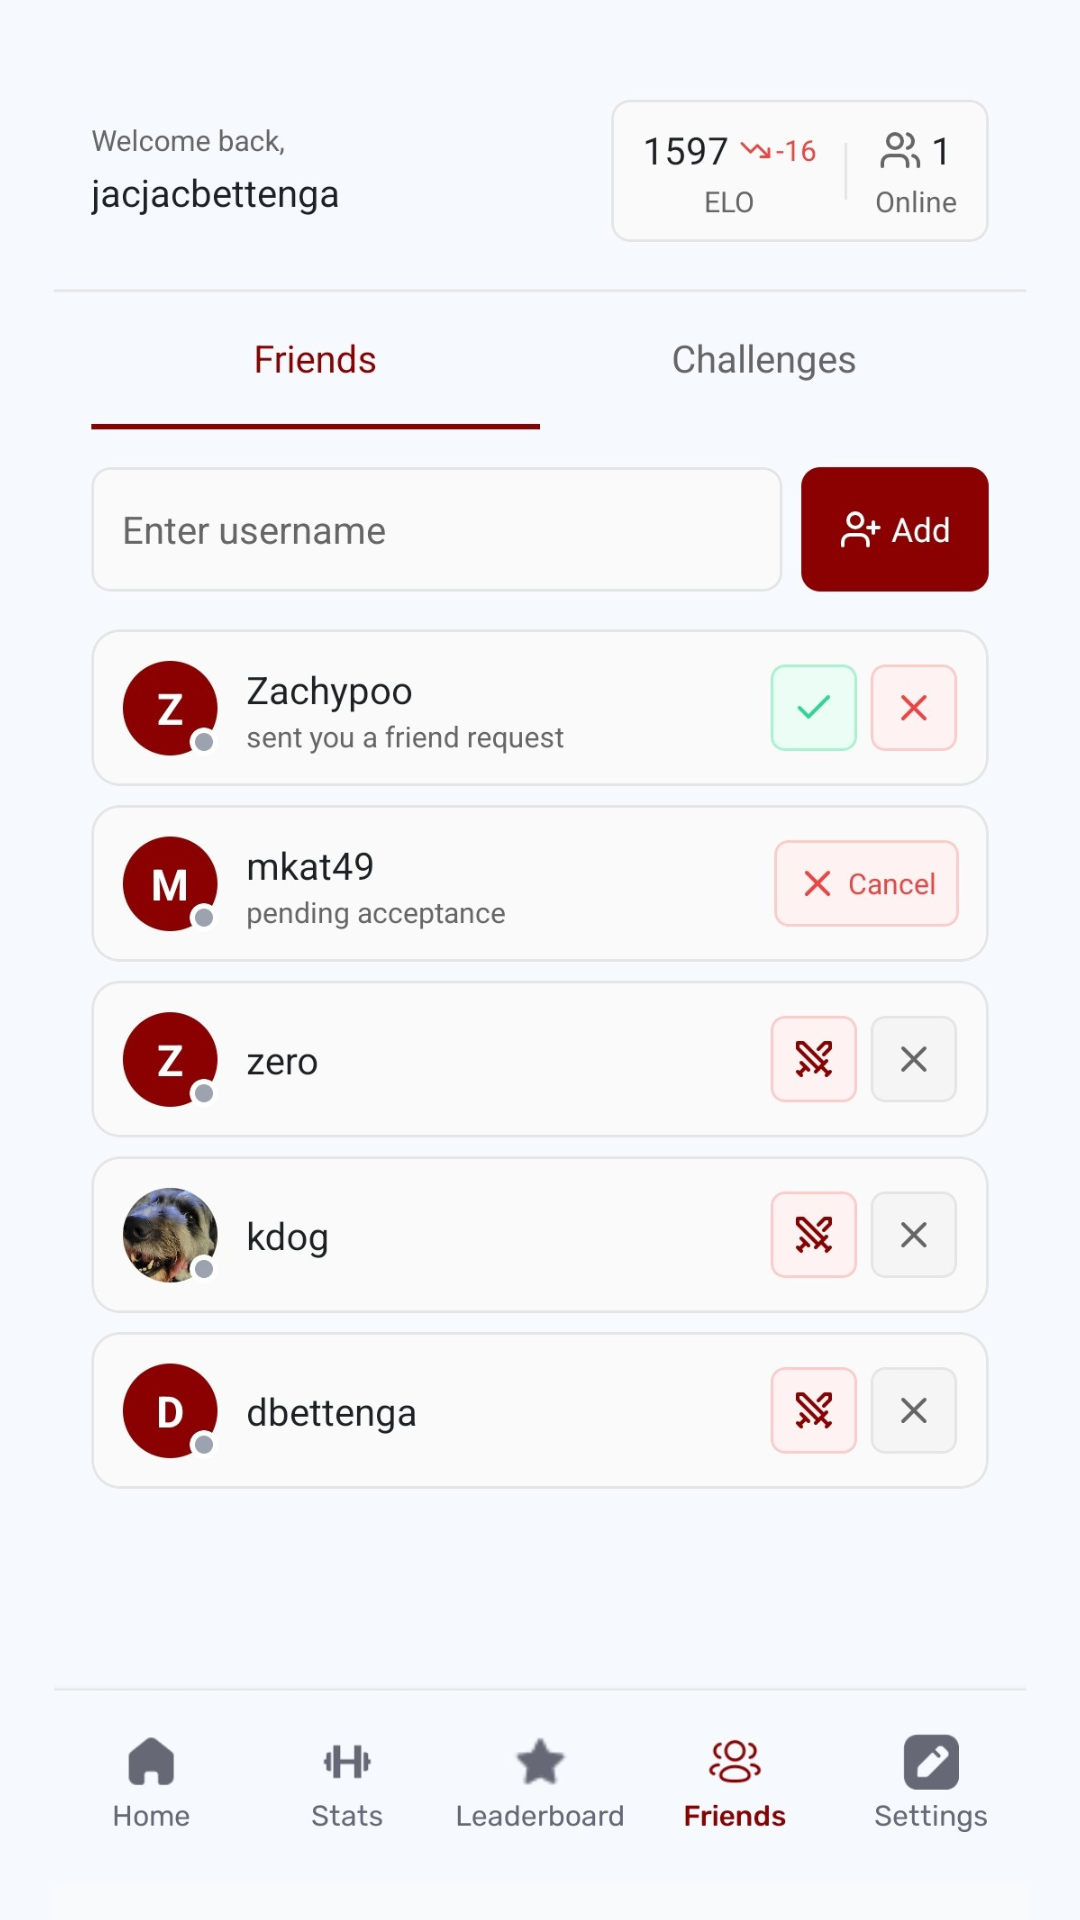 Welcome back,
jacjacbettenga
1597 -16
ELO
1
Online
Friends
Challenges
Enter username
Add
Z
Zachypoo
sent you a friend request
M
mkat49
pending acceptance
Cancel
Z
zero
kdog
D
dbettenga
Home
Stats
Leaderboard
Friends
Settings